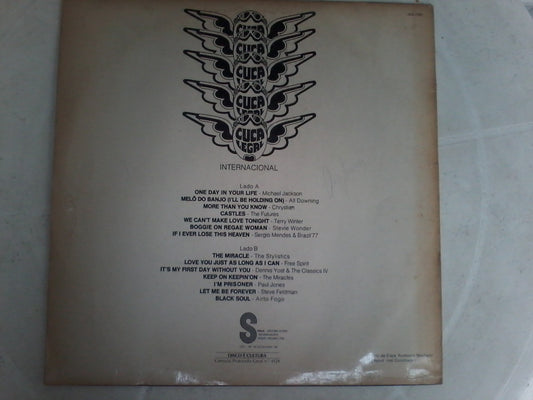 CUCA
CUCA
CUCA
CUCA
CUCA
LEGAL
INTERNACIONAL
Lado A
ONE DAY IN YOUR LIFE - Michael Jackson
MELÔ DO BANJO (I'LL BE HOLDING ON) - Al Downing
MORE THAN YOU KNOW - Chrystian
CASTLES - The Futures
WE CAN'T MAKE LOVE TONIGHT - Terry Winter
BOGGIE ON REGAE WOMAN - Stevie Wonder
IF I EVER LOSE THIS HEAVEN - Sergio Mendes & Brazil'77
Lado B
THE MIRACLE - The Stylistics
LOVE YOU JUST AS LONG AS I CAN - Free Spirit
IT'S MY FIRST DAY WITHOUT YOU - Dennis Yost & The Classics IV
KEEP ON KEEPIN'ON - The Miracles
I'M PRISONER - Paul Jones
LET ME BE FOREVER - Steve Feldman
BLACK SOUL - Airto Fogo
S
DISCO É CULTURA